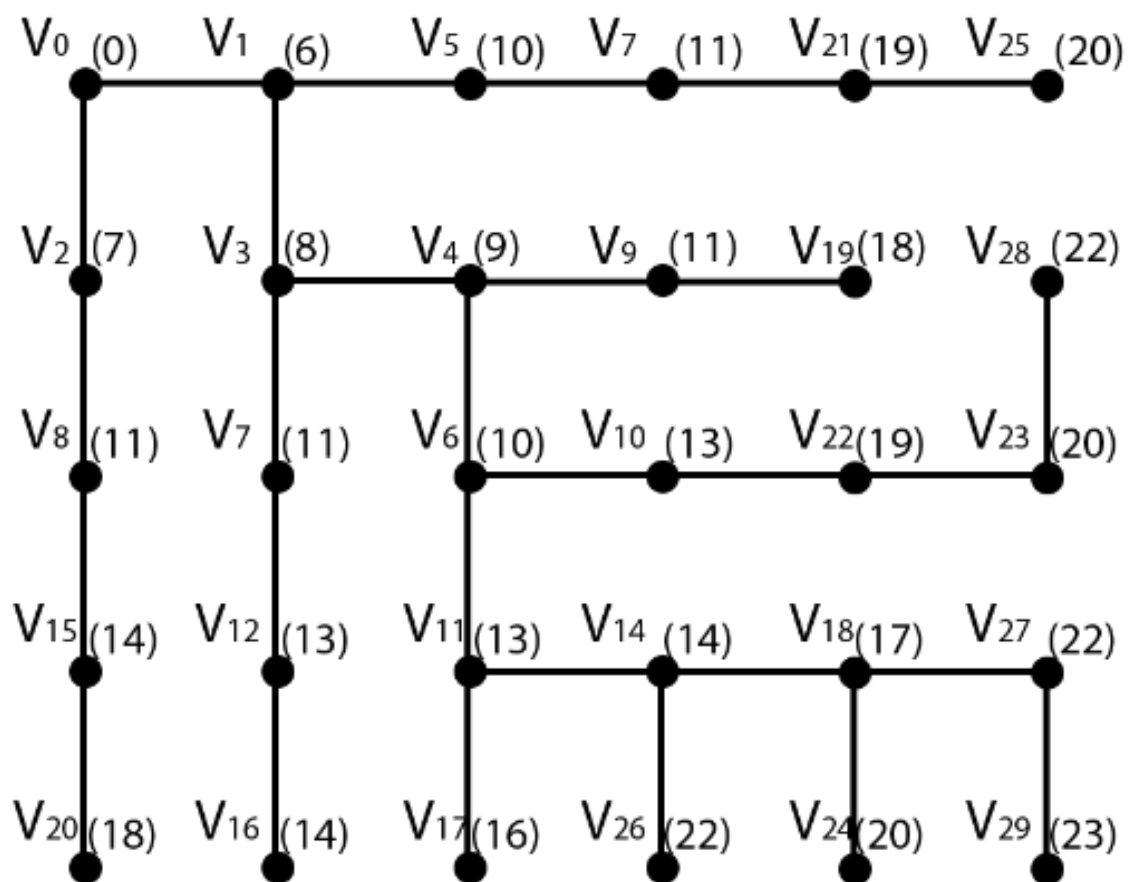 V0 (0) V1 (6) V5 (10) V7 (11) V21 (19) V25 (20)
V2 (7) V3 (8) V4 (9) V9 (11) V19 (18) V28 (22)
V8 (11) V7 (11) V6 (10) V10 (13) V22 (19) V23 (20)
V15 (14) V12 (13) V11 (13) V14 (14) V18 (17) V27 (22)
V20 (18) V16 (14) V17 (16) V26 (22) V24 (20) V29 (23)